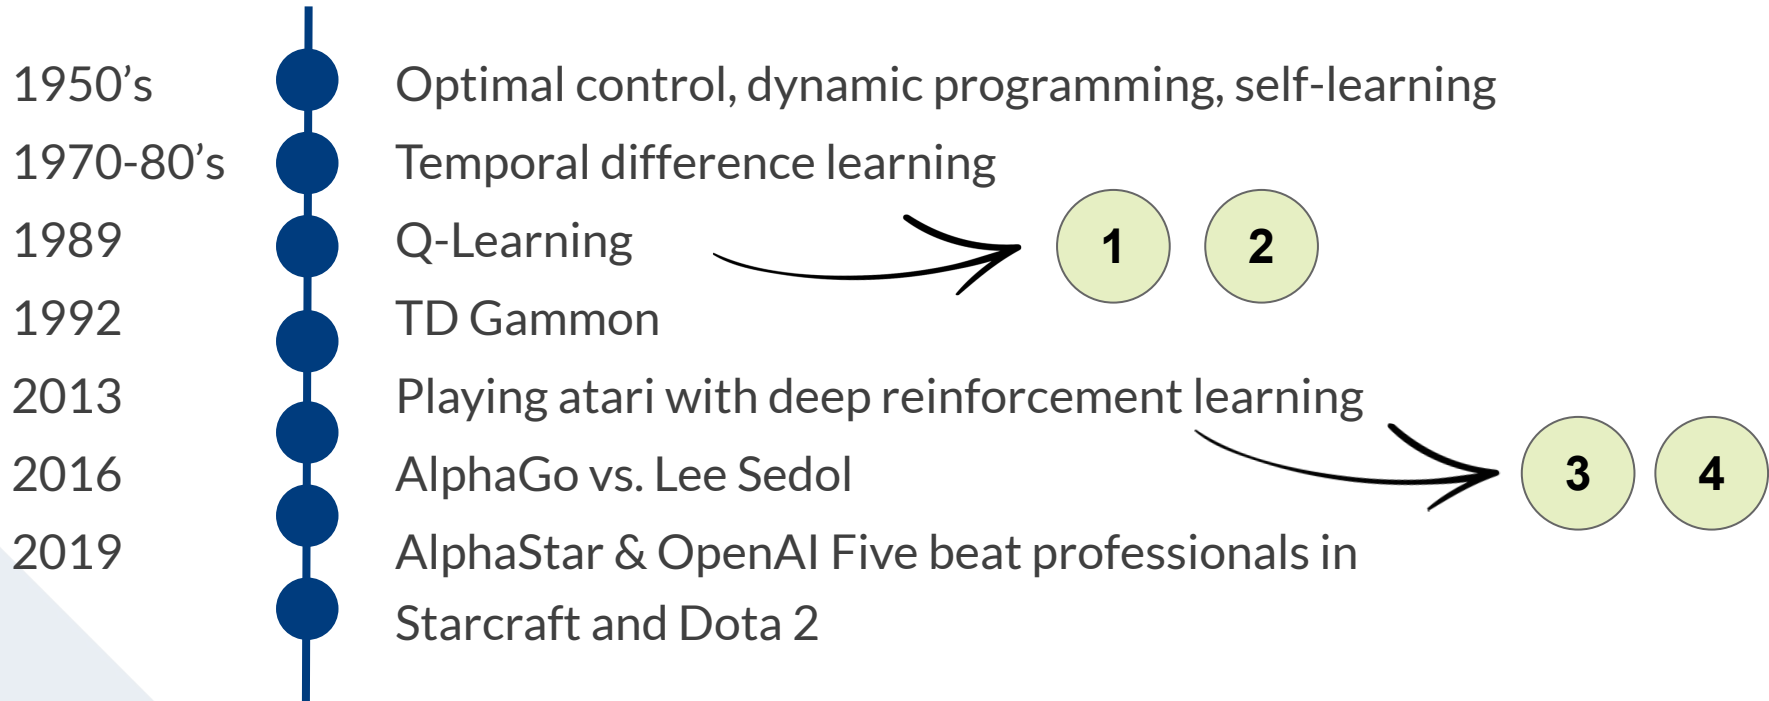 1950’s Optimal control, dynamic programming, self-learning
1970-80’s Temporal difference learning
1989 Q-Learning 1 2
1992 TD Gammon
2013 Playing atari with deep reinforcement learning
2016 AlphaGo vs. Lee Sedol 3 4
2019 AlphaStar & OpenAI Five beat professionals in
Starcraft and Dota 2